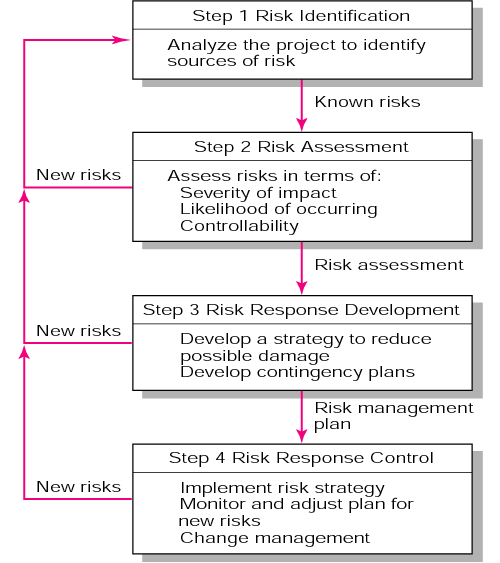 Step 1 Risk Identification
Analyze the project to identify
sources of risk
Known risks
Step 2 Risk Assessment
New risks
Assess risks in terms of:
Severity of impact
Likelihood of occurring
Controllability
Risk assessment
Step 3 Risk Response Development
New risks
Develop a strategy to reduce
possible damage
Develop contingency plans
Risk management
plan
Step 4 Risk Response Control
New risks
Implement risk strategy
Monitor and adjust plan for
new risks
Change management